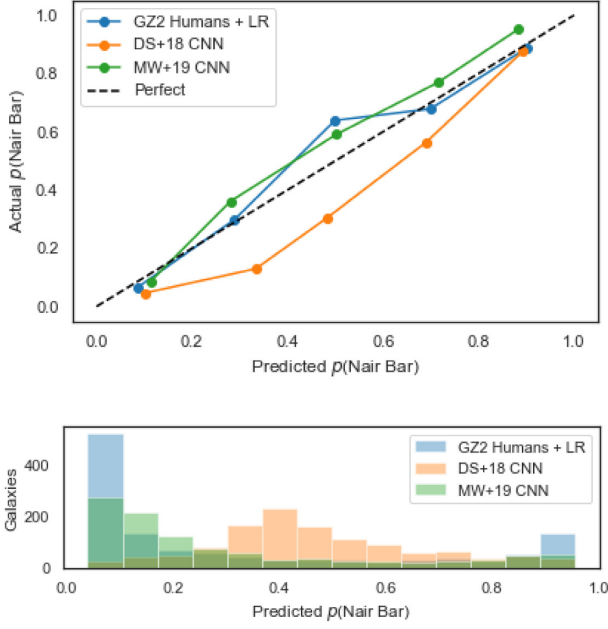 1.0
0.8
0.6
0.4
0.2
0.0
Actual p(Nair Bar)
GZ2 Humans + LR
DS+18 CNN
MW+19 CNN
Perfect
0.0 0.2 0.4 0.6 0.8 1.0
Predicted p(Nair Bar)
400
200
0
Galaxies
GZ2 Humans + LR
DS+18 CNN
MW+19 CNN
0.0 0.2 0.4 0.6 0.8 1.0
Predicted p(Nair Bar)